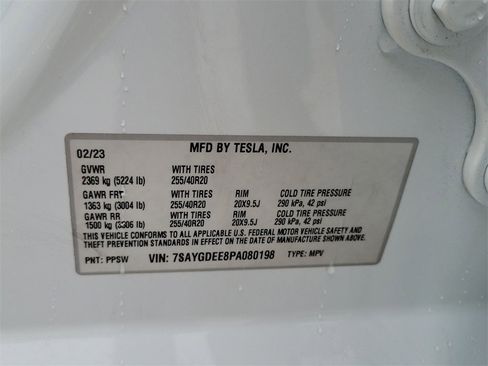 MFD BY TESLA, INC.
02/23
GVWR WITH TIRES
2369 kg (5224 lb) 255/40R20
GAWR FRT WITH TIRES RIM COLD TIRE PRESSURE
1363 kg (3004 lb) 255/40R20 20X9.5J 290 kPa, 42 psi
GAWR RR WITH TIRES RIM COLD TIRE PRESSURE
1500 kg (3306 lb) 255/40R20 20X9.5J 290 kPa, 42 psi
THIS VEHICLE CONFORMS TO ALL APPLICABLE U.S. FEDERAL MOTOR VEHICLE SAFETY AND
THEFT PREVENTION STANDARDS IN EFFECT ON THE DATE OF MANUFACTURE SHOWN ABOVE.
PNT: PPSW VIN: 7SAYGDEE8PA080198 TYPE: MPV